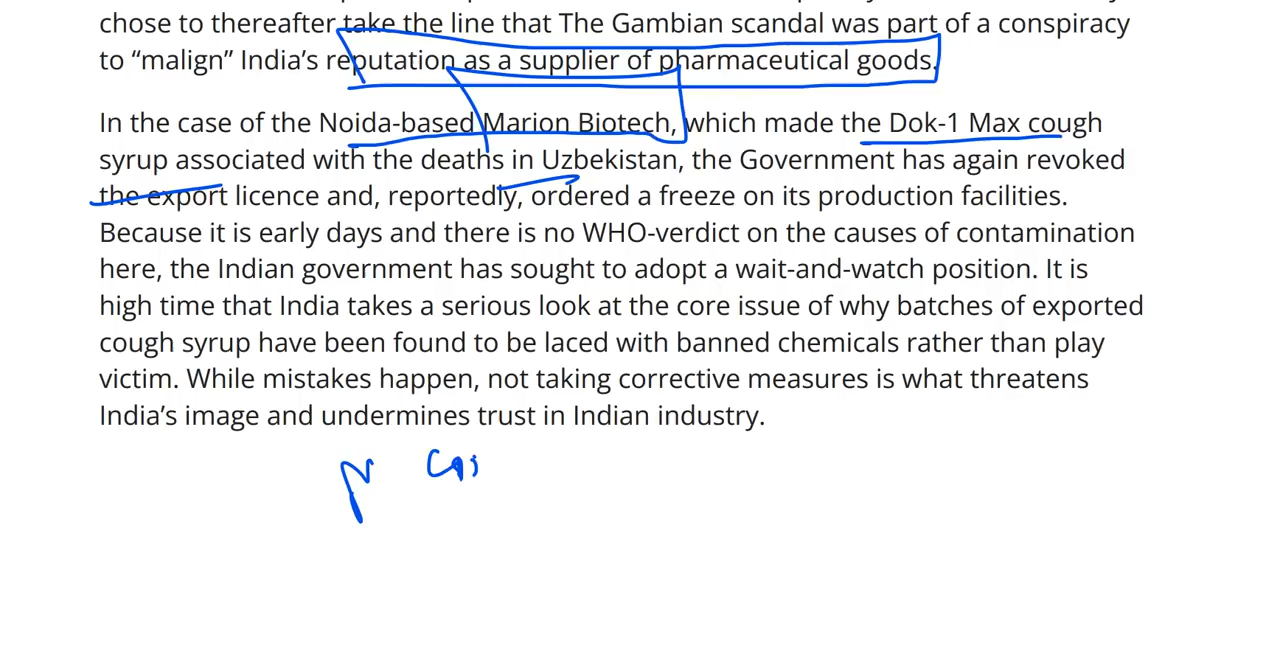 chose to thereafter take the line that The Gambian scandal was part of a conspiracy
to “malign” India’s reputation as a supplier of pharmaceutical goods.
In the case of the Noida-based Marion Biotech, which made the Dok-1 Max cough
syrup associated with the deaths in Uzbekistan, the Government has again revoked
the export licence and, reportedly, ordered a freeze on its production facilities.
Because it is early days and there is no WHO-verdict on the causes of contamination
here, the Indian government has sought to adopt a wait-and-watch position. It is
high time that India takes a serious look at the core issue of why batches of exported
cough syrup have been found to be laced with banned chemicals rather than play
victim. While mistakes happen, not taking corrective measures is what threatens
India’s image and undermines trust in Indian industry.